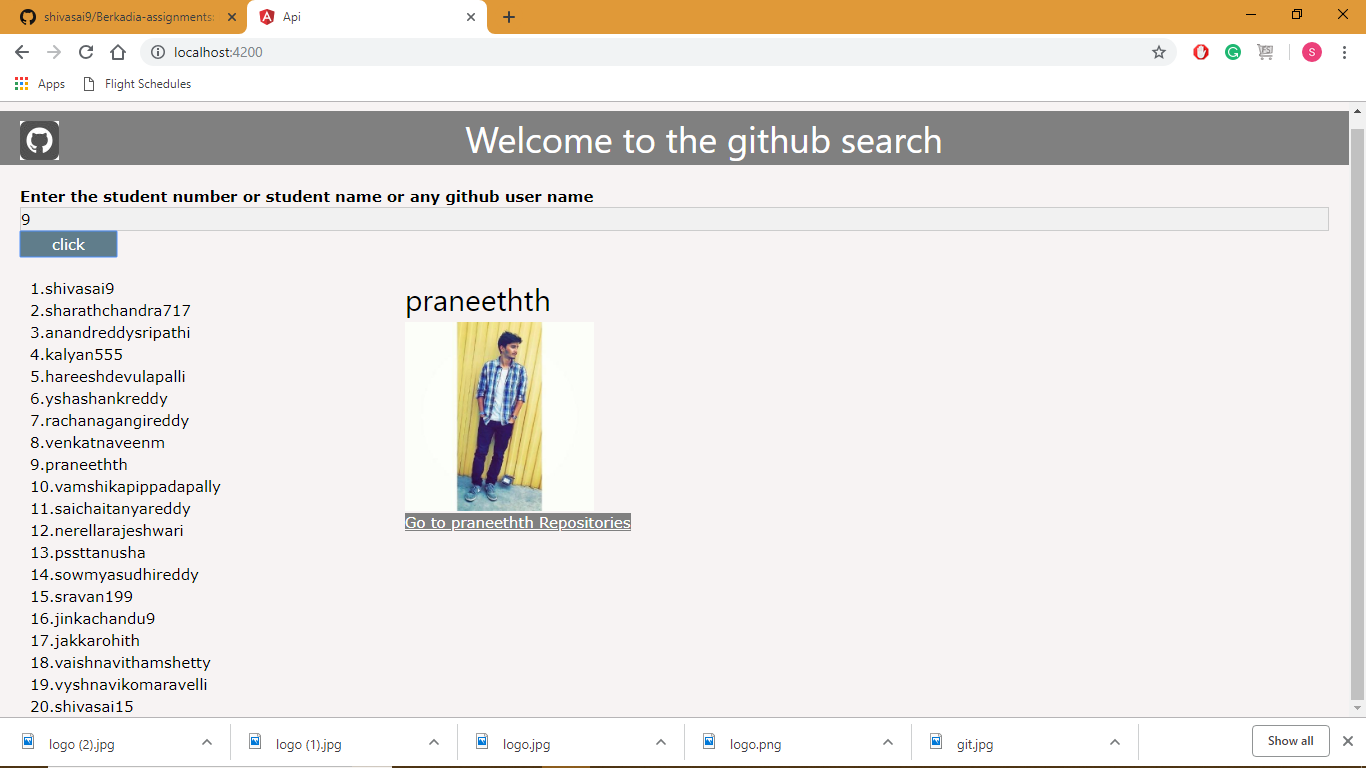 shivasai9/Berkadia-assignments:
Api
localhost:4200
S
Apps
Flight Schedules
Welcome to the github search
Enter the student number or student name or any github user name
9
click
1.shivasai9
2.sharathchandra717
3.anandreddysripathi
4.kalyan555
5.hareeshdevulapalli
6.yshashankreddy
7.rachanagangireddy
8.venkatnaveenm
9.praneethth
10.vamshikapippadapally
11.saichaitanyareddy
12.nerellarajeshwari
13.pssttanusha
14.sowmyasudhireddy
15.sravan199
16.jinkachandu9
17.jakkarohith
18.vaishnavithamshetty
19.vyshnavikomaravelli
20.shivasai15
praneethth
Go to praneethth Repositories
logo (2).jpg
logo (1).jpg
logo.jpg
logo.png
git.jpg
Show all